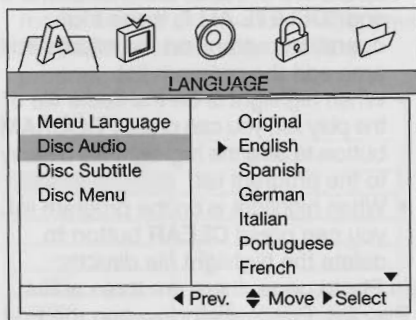 A
LANGUAGE
Menu Language
Disc Audio
Disc Subtitle
Disc Menu
Original
English
Spanish
German
Italian
Portuguese
French
Prev. Move Select